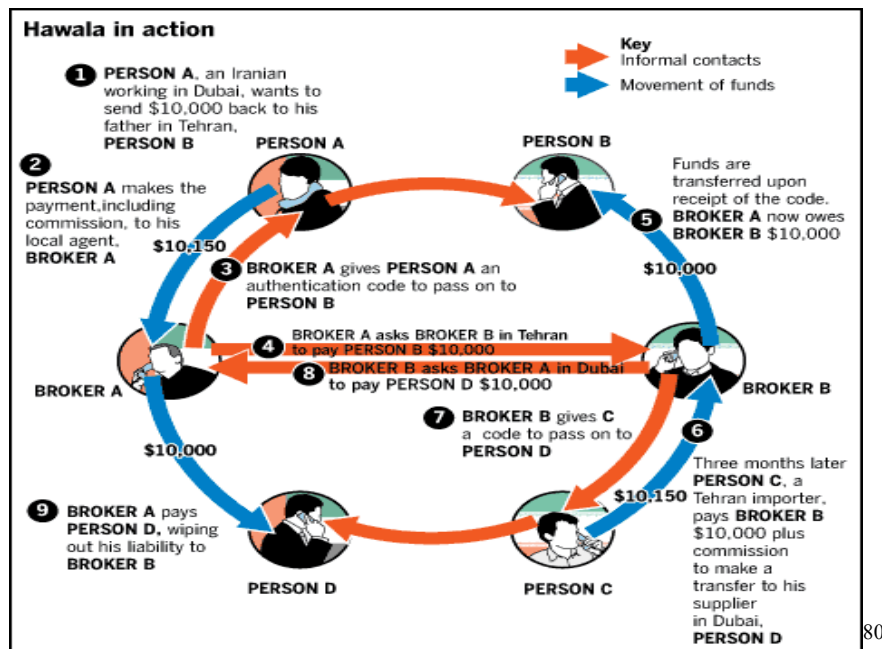 Hawala in action
Key
Informal contacts
Movement of funds
1 PERSON A, an Iranian
working in Dubai, wants to
send $10,000 back to his
father in Tehran,
PERSON B
PERSON A
PERSON B
2
PERSON A makes the
payment,including
commission, to his
local agent,
BROKER A
$10,150
3 BROKER A gives PERSON A an
authentication code to pass on to
PERSON B
Funds are
transferred upon
receipt of the code.
5 BROKER A now owes
BROKER B $10,000
$10,000
BROKER A asks BROKER B in Tehran
4 to pay PERSON B $10,000
8 BROKER B asks BROKER A in Dubai
to pay PERSON D $10,000
BROKER A
BROKER B
7 BROKER B gives C
a code to pass on to
PERSON D
6
Three months later
PERSON C, a
Tehran importer,
pays BROKER B
$10,000 plus
commission
to make a
transfer to his
supplier
in Dubai,
PERSON D
$10,150
$10,000
9 BROKER A pays
PERSON D, wiping
out his liability to
BROKER B
PERSON D
PERSON C
80